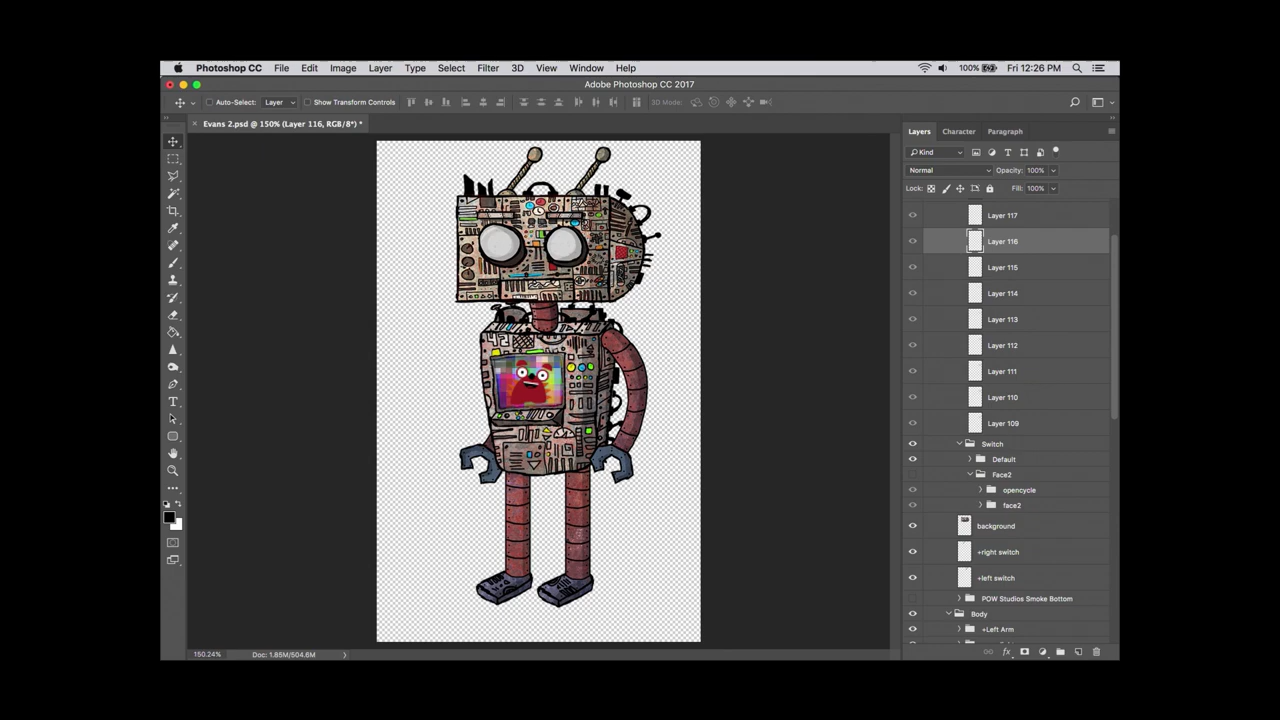 Photoshop CC File Edit Image Layer Type Select Filter 3D View Window Help 100% Fri 12:26 PM
Adobe Photoshop CC 2017
Auto-Select: Layer Show Transform Controls 3D Mode:
Evans 2.psd @ 150% (Layer 116, RGB/8*) *
Layers Character Paragraph
Kind
Normal Opacity: 100%
Lock: Fill: 100%
Layer 117
Layer 116
Layer 115
Layer 114
Layer 113
Layer 112
Layer 111
Layer 110
Layer 109
Switch
Default
Face2
opencycle
face2
background
+right switch
+left switch
POW Studios Smoke Bottom
Body
+Left Arm
150.24% Doc: 1.85M/504.6M